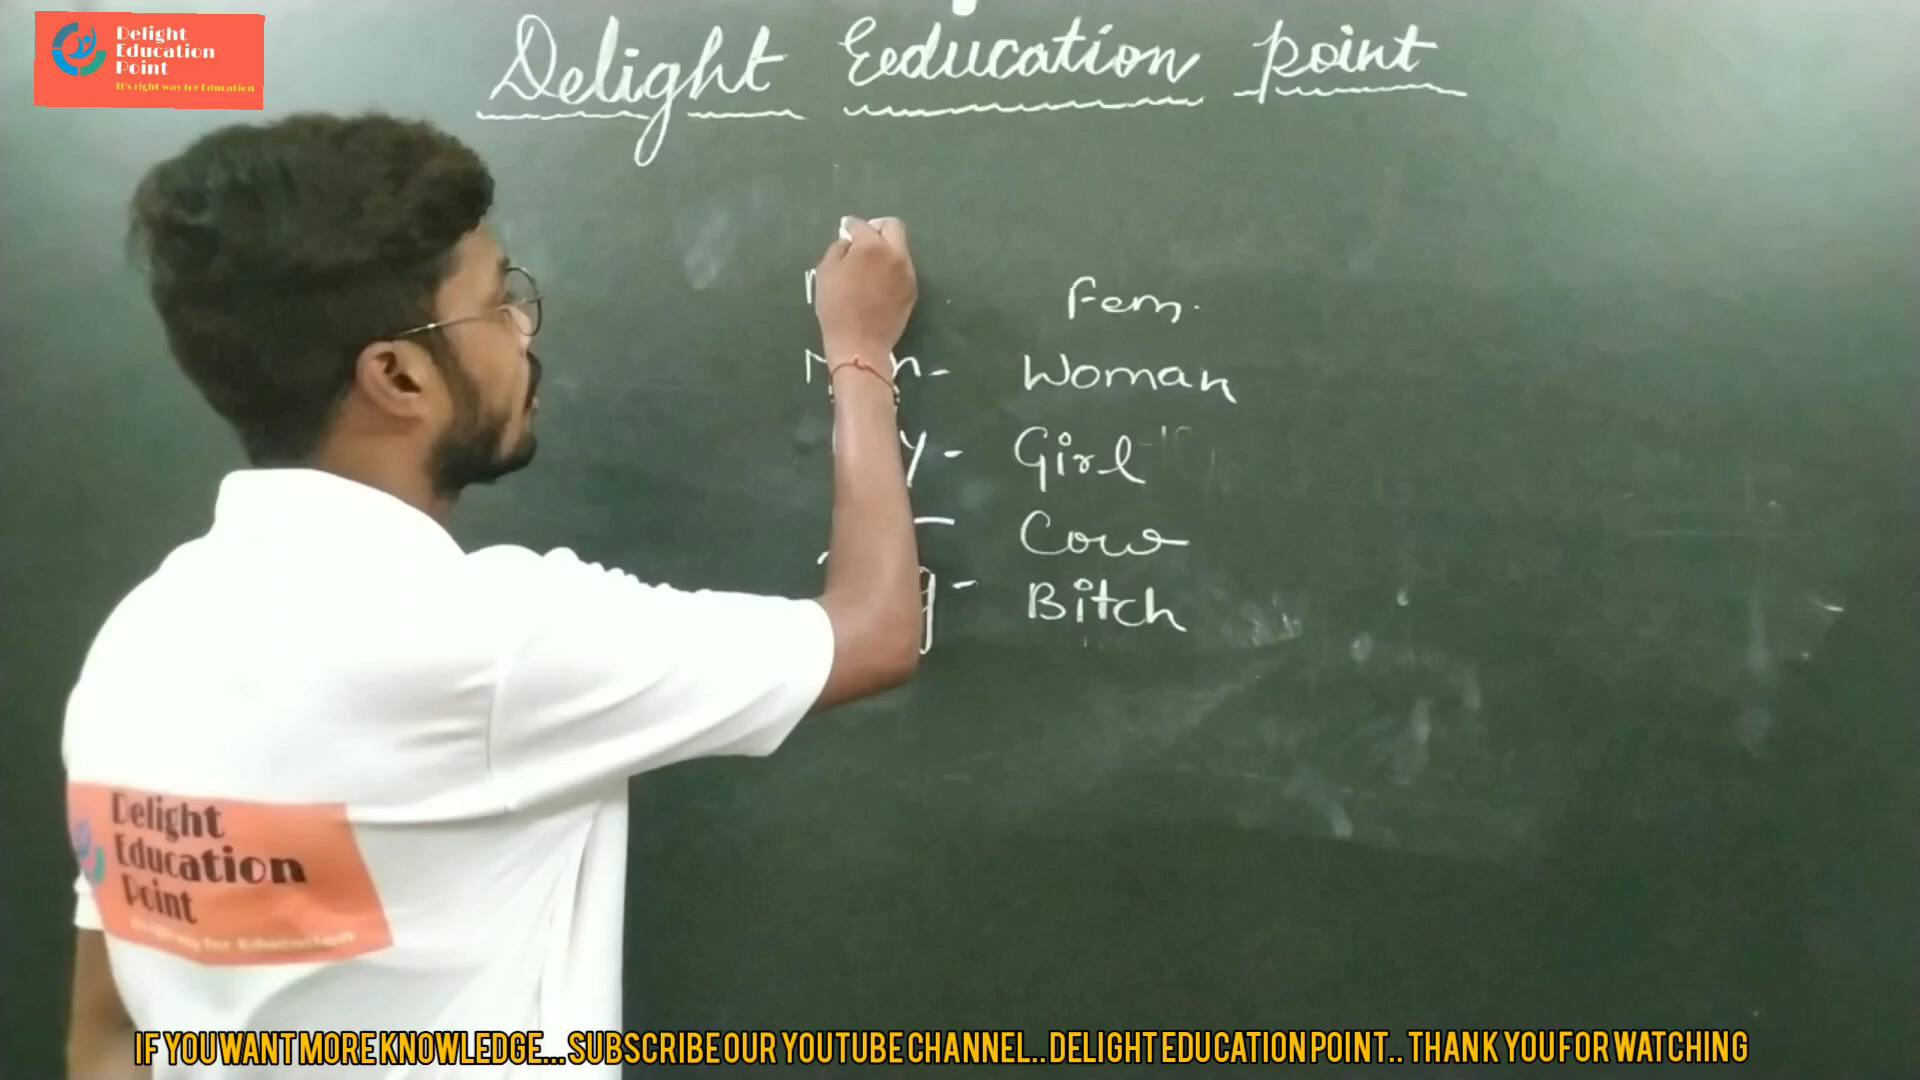 Delight
Education
Point
It's right way for Education
Delight Eeducation point
Fem.
- Woman
- Girl
- Cow
- Bitch
Delight
Education
Point
IF YOU WANT MORE KNOWLEDGE... SUBSCRIBE OUR YOUTUBE CHANNEL.. DELIGHT EDUCATION POINT.. THANK YOU FOR WATCHING